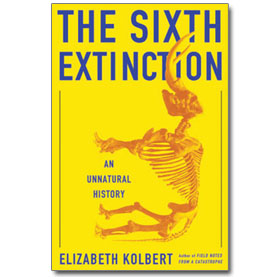 THE SIXTH
EXTINCTION
AN
UNNATURAL
HISTORY
ELIZABETH KOLBERT
Author of FIELD NOTES
FROM A CATASTROPHE